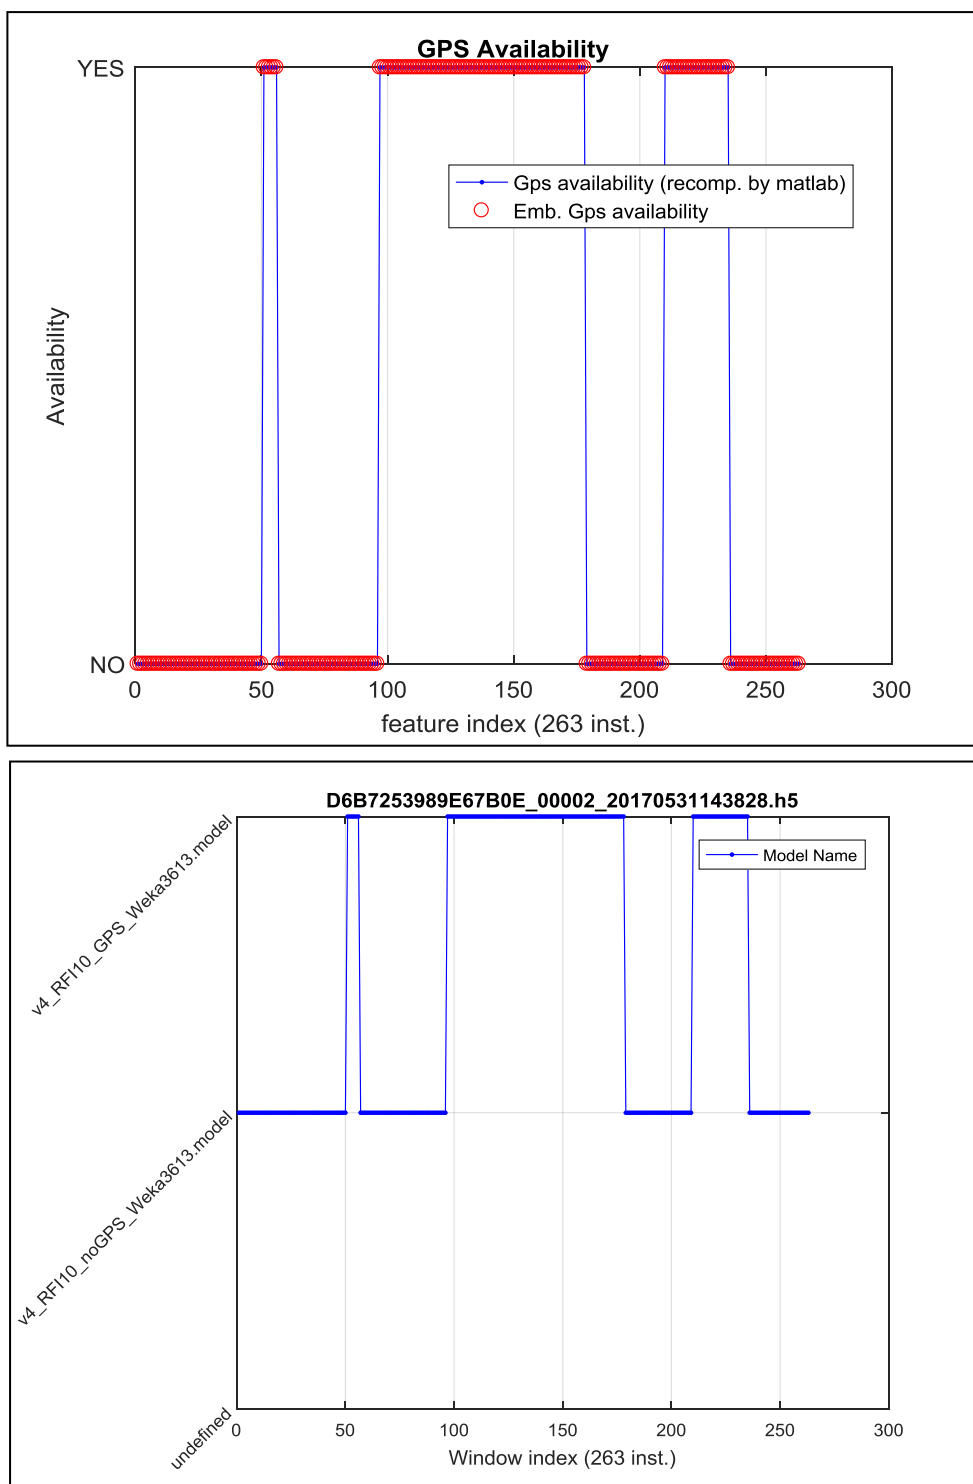 GPS Availability
YES
Gps availability (recomp. by matlab)
Emb. Gps availability
Availability
NO
0 50 100 150 200 250 300
feature index (263 inst.)
D6B7253989E67B0E_00002_20170531143828.h5
v4_RFI10_GPS_Weka3613.model
Model Name
v4_RFI10_noGPS_Weka3613.model
undefined
0 50 100 150 200 250 300
Window index (263 inst.)